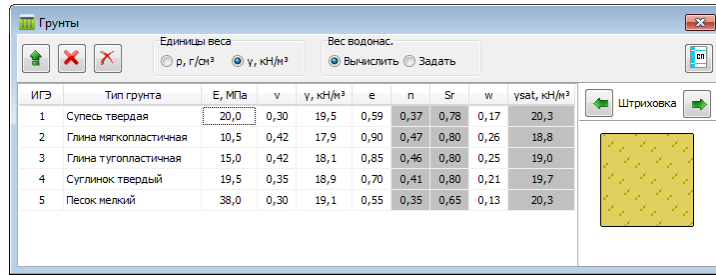 Грунты
Единицы веса
ρ, г/см³ γ, кН/м³
Вес водонас.
Вычислить Задать
сп
ИГЭ Тип грунта E, МПа ν γ, кН/м³ e n Sr w γsat, кН/м³
1 Супесь твердая 20,0 0,30 19,5 0,59 0,37 0,78 0,17 20,3
2 Глина мягкопластичная 10,5 0,42 17,9 0,90 0,47 0,80 0,26 18,8
3 Глина тугопластичная 15,0 0,42 18,1 0,85 0,46 0,80 0,25 19,0
4 Суглинок твердый 19,5 0,35 18,9 0,70 0,41 0,80 0,21 19,7
5 Песок мелкий 38,0 0,30 19,1 0,55 0,35 0,65 0,13 20,3
Штриховка